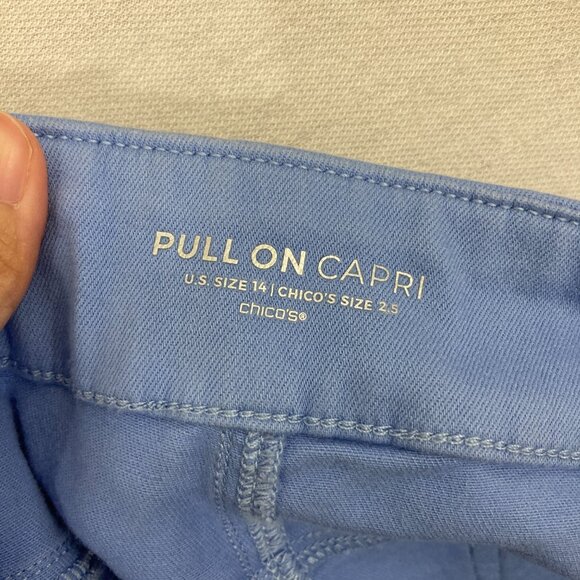 PULL ON CAPRI
U.S. SIZE 14 | CHICO'S SIZE 2.5
chico's®